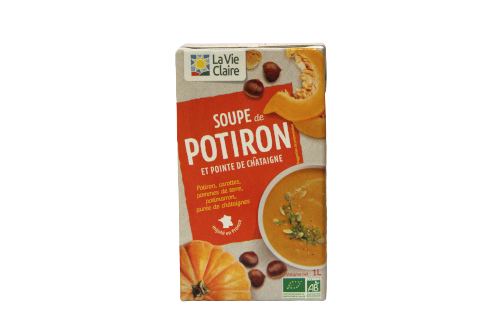 La Vie
Claire
SOUPE de
POTIRON
ET POINTE DE CHÂTAIGNE
Potiron, carottes,
pommes de terre,
potimarron,
purée de châtaignes
1L
AB